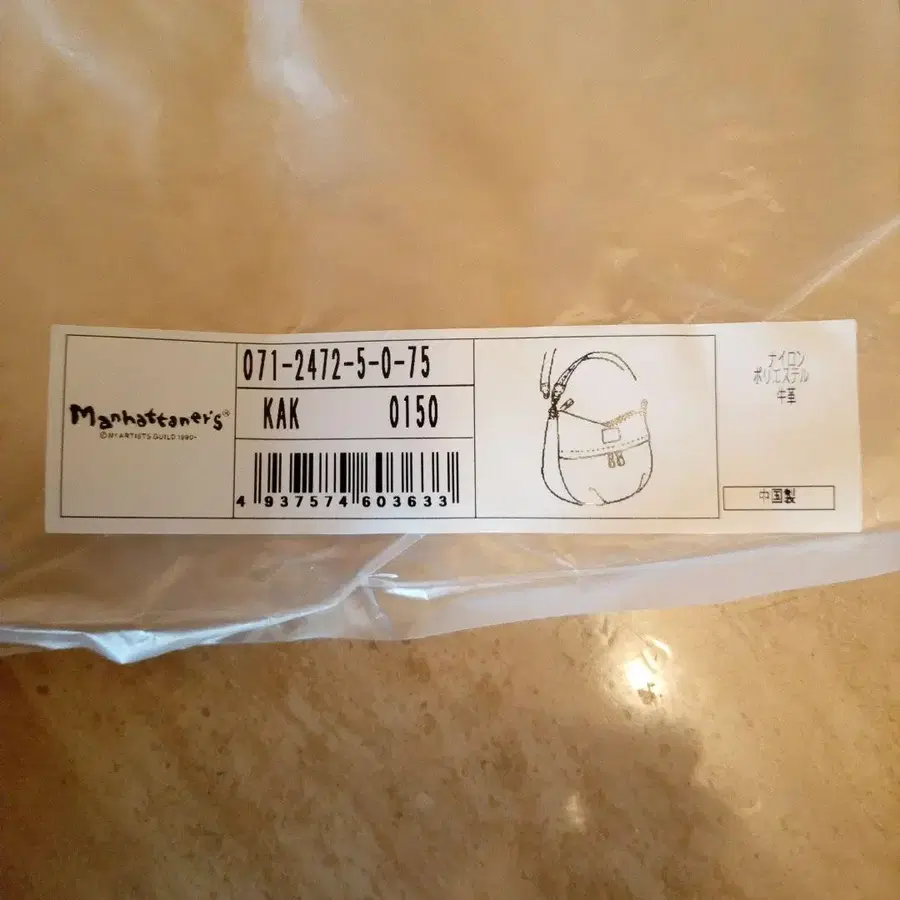 Manhattaner's®
©NY ARTISTS GUILD 1990-
071-2472-5-0-75
KAK 0150
4 937574 603633
ナイロン
ポリエステル
牛革
中国製